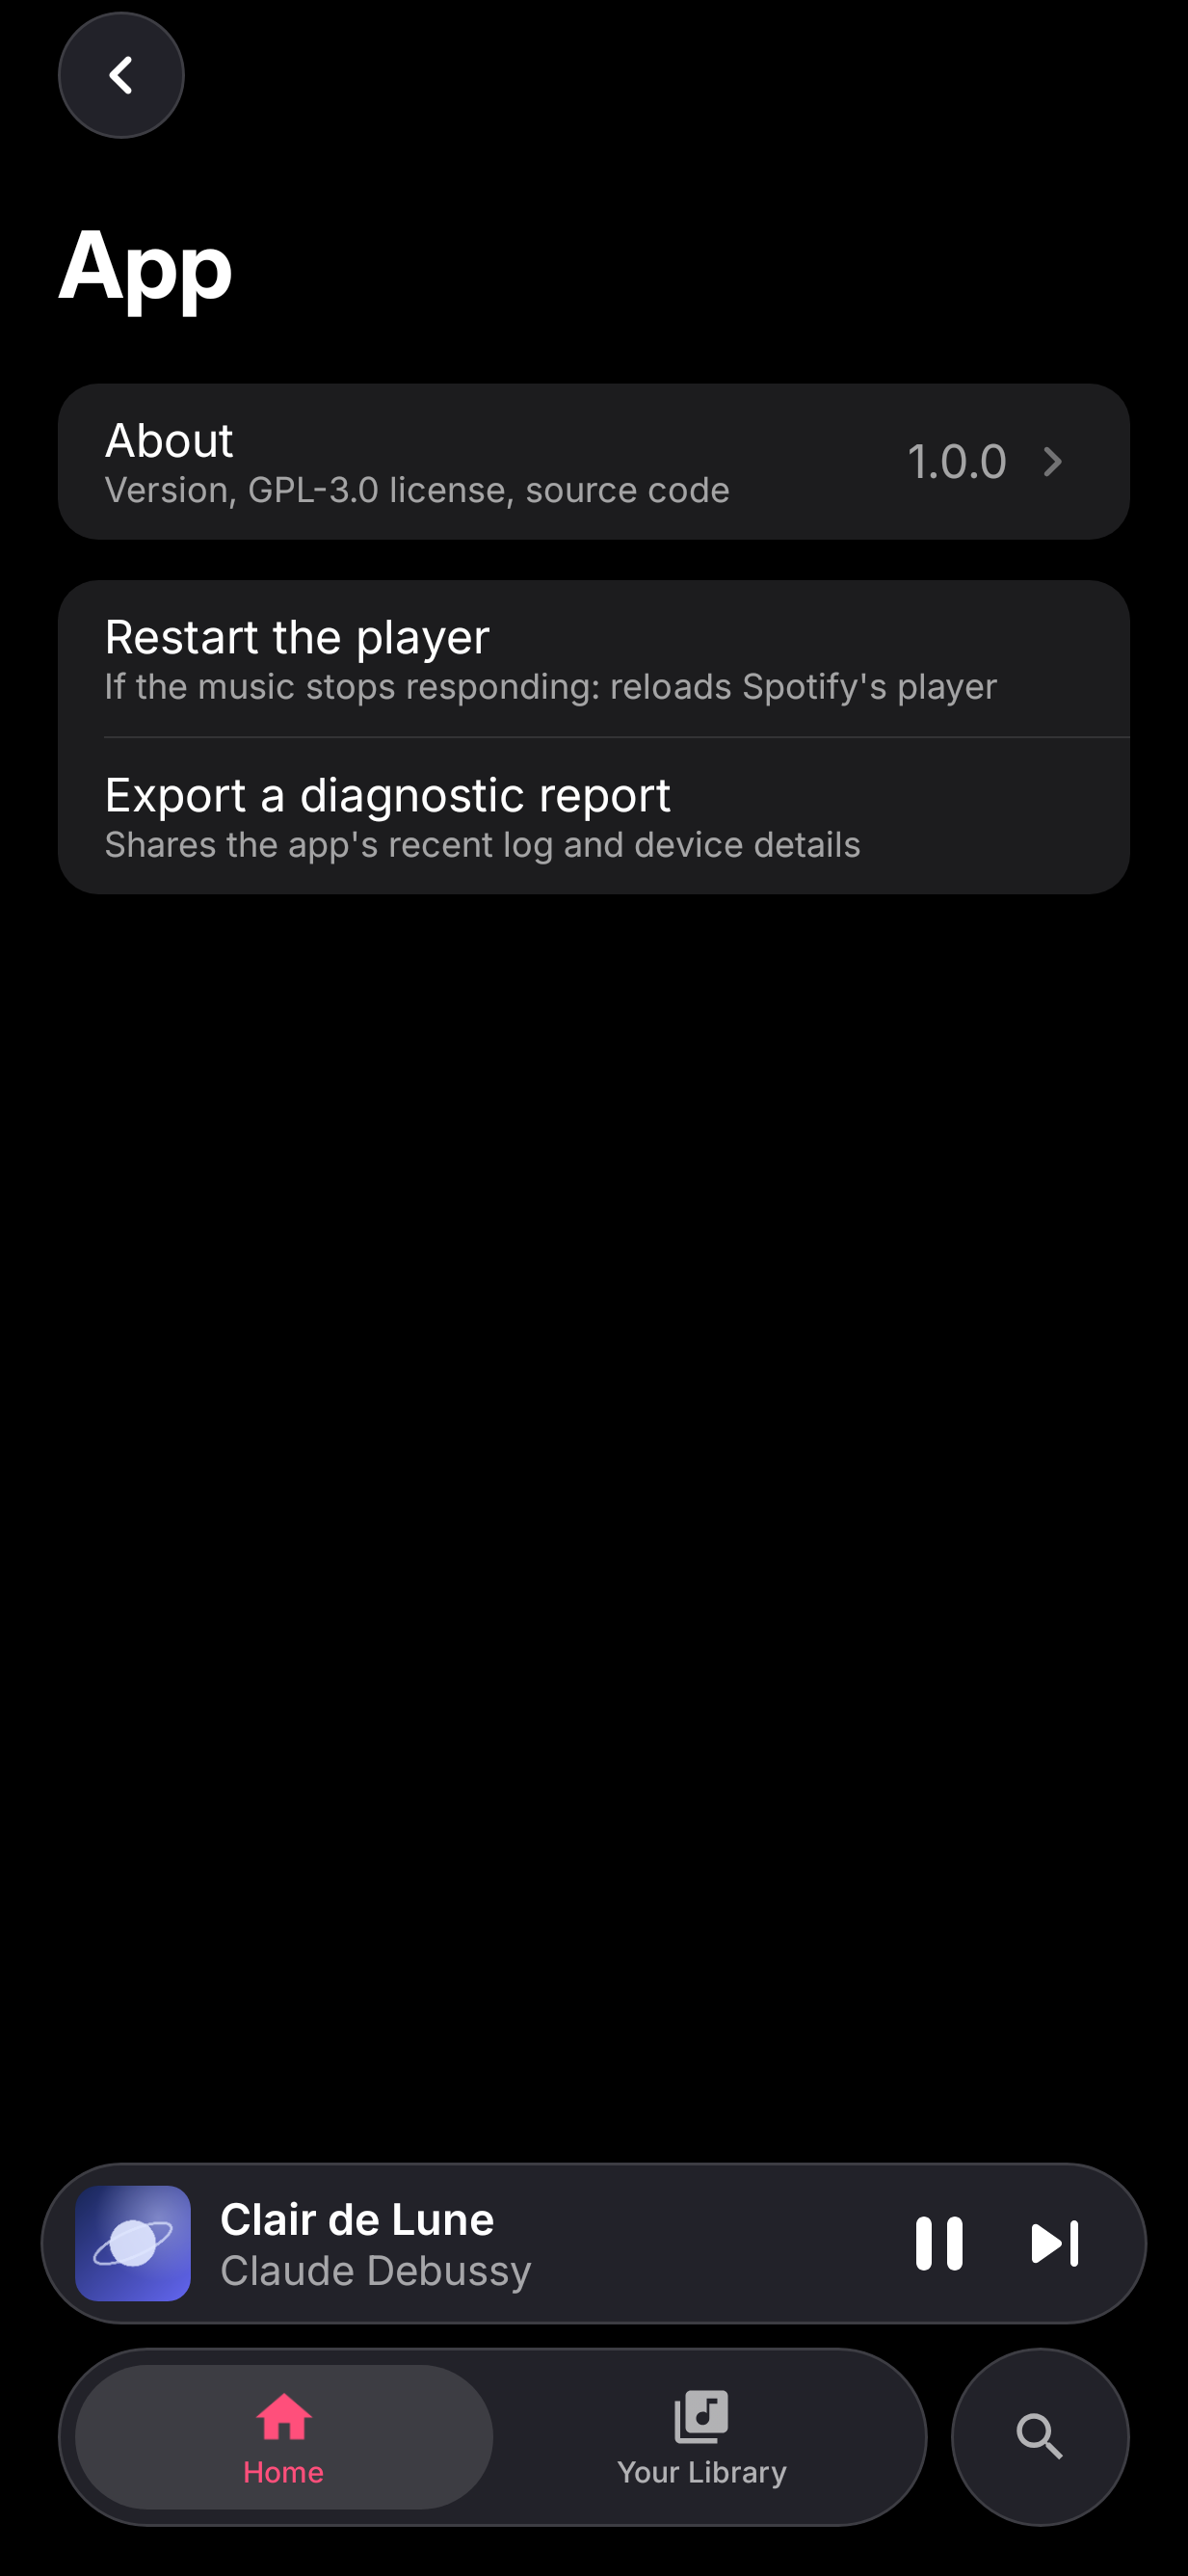 App
About
Version, GPL-3.0 license, source code
1.0.0
Restart the player
If the music stops responding: reloads Spotify's player
Export a diagnostic report
Shares the app's recent log and device details
Clair de Lune
Claude Debussy
Home
Your Library